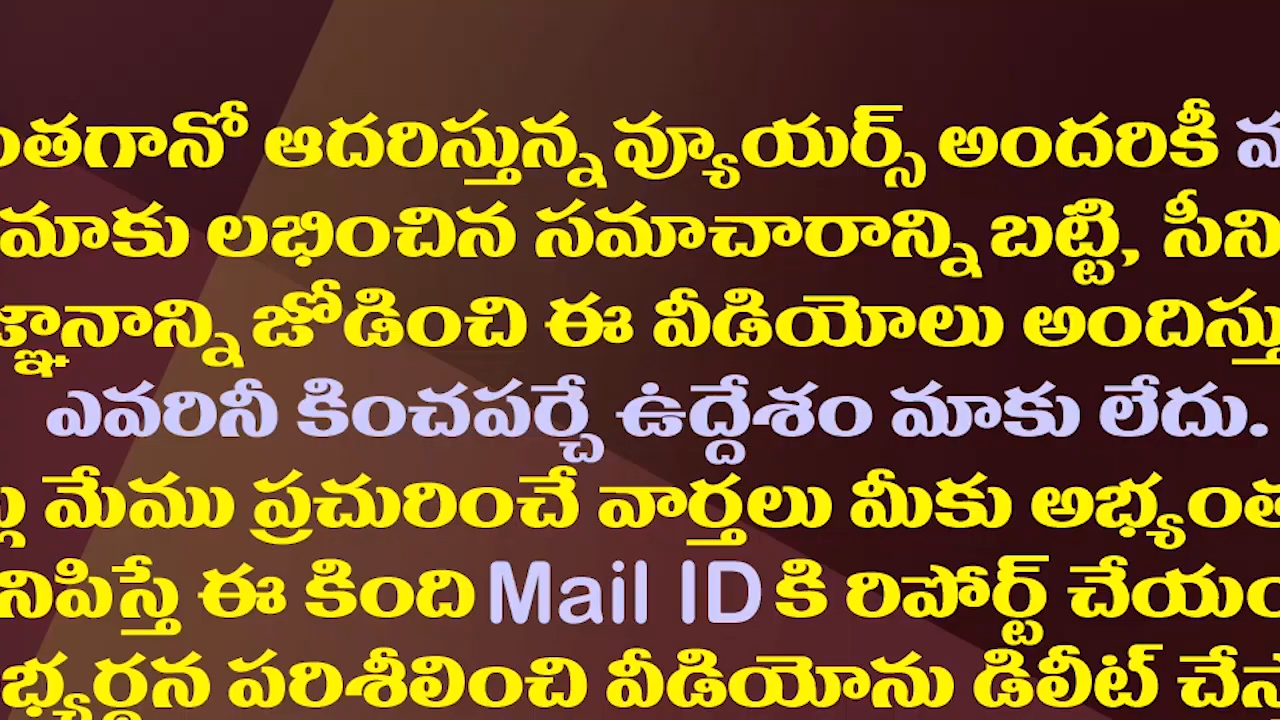 ంతగానో ఆదరిస్తున్న వ్యూయర్స్ అందరికీ
మాకు లభించిన సమాచారాన్ని బట్టి, సీని
జ్ఞానాన్ని జోడించి ఈ వీడియోలు అందిస్తు
ఎవరినీ కించపర్చే ఉద్దేశం మాకు లేదు.
మేము ప్రచురించే వార్తలు మీకు అభ్యంత
నిపిస్తే ఈ కింది Mail ID కి రిపోర్ట్ చేయం
భ్యర్థన పరిశీలించి వీడియోను డిలీట్ చేస